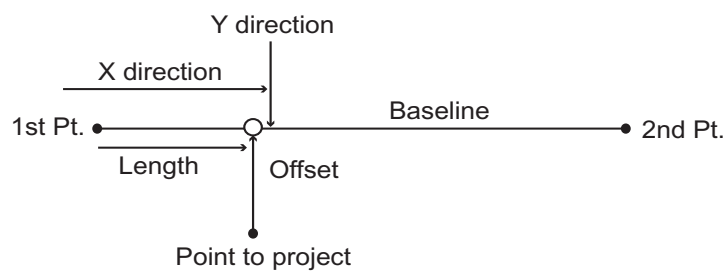 Y direction
X direction
Baseline
1st Pt.
2nd Pt.
Length
Offset
Point to project